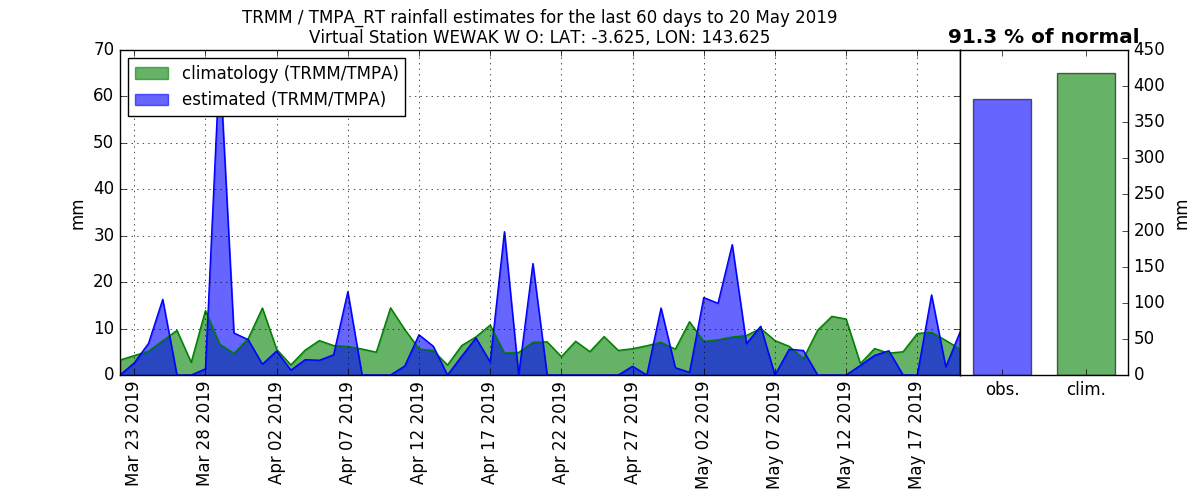 TRMM / TMPA_RT rainfall estimates for the last 60 days to 20 May 2019
Virtual Station WEWAK W O: LAT: -3.625, LON: 143.625
91.3 % of normal
climatology (TRMM/TMPA)
estimated (TRMM/TMPA)
70
60
50
40
30
20
10
0
mm
Mar 23 2019
Mar 28 2019
Apr 02 2019
Apr 07 2019
Apr 12 2019
Apr 17 2019
Apr 22 2019
Apr 27 2019
May 02 2019
May 07 2019
May 12 2019
May 17 2019
obs.
clim.
450
400
350
300
250
200
150
100
50
0
mm